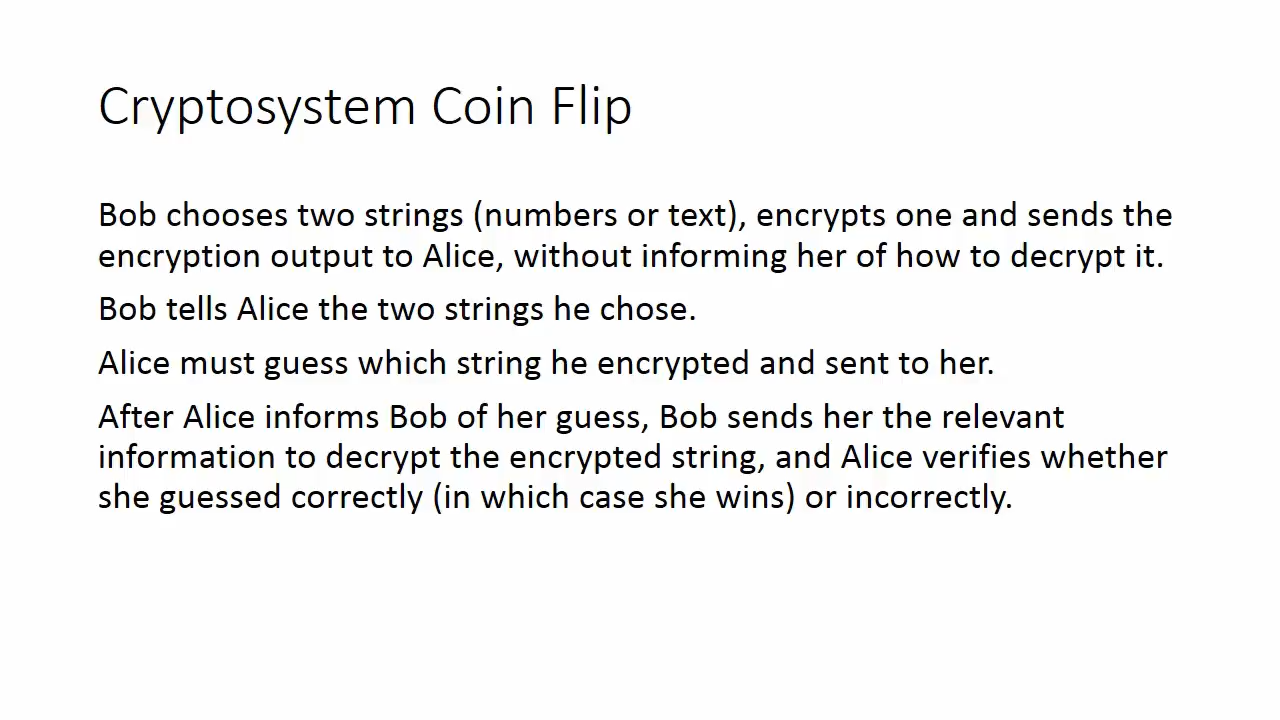 Cryptosystem Coin Flip
Bob chooses two strings (numbers or text), encrypts one and sends the
encryption output to Alice, without informing her of how to decrypt it.
Bob tells Alice the two strings he chose.
Alice must guess which string he encrypted and sent to her.
After Alice informs Bob of her guess, Bob sends her the relevant
information to decrypt the encrypted string, and Alice verifies whether
she guessed correctly (in which case she wins) or incorrectly.